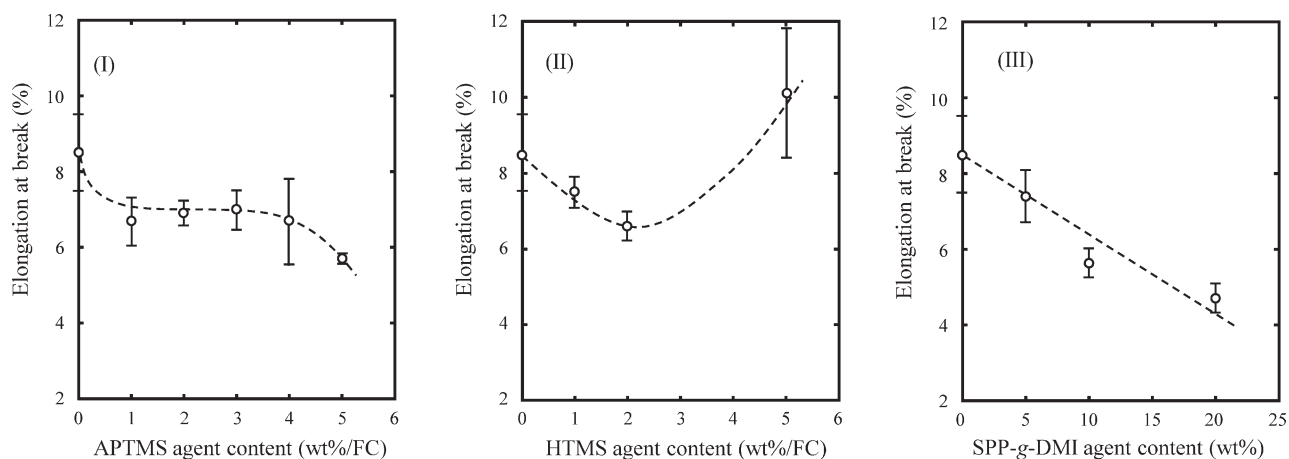 (I)
Elongation at break (%)
12
10
8
6
4
2
0 1 2 3 4 5 6
APTMS agent content (wt%/FC)
(II)
Elongation at break (%)
12
10
8
6
4
2
0 1 2 3 4 5 6
HTMS agent content (wt%/FC)
(III)
Elongation at break (%)
12
10
8
6
4
2
0 5 10 15 20 25
SPP-g-DMI agent content (wt%)